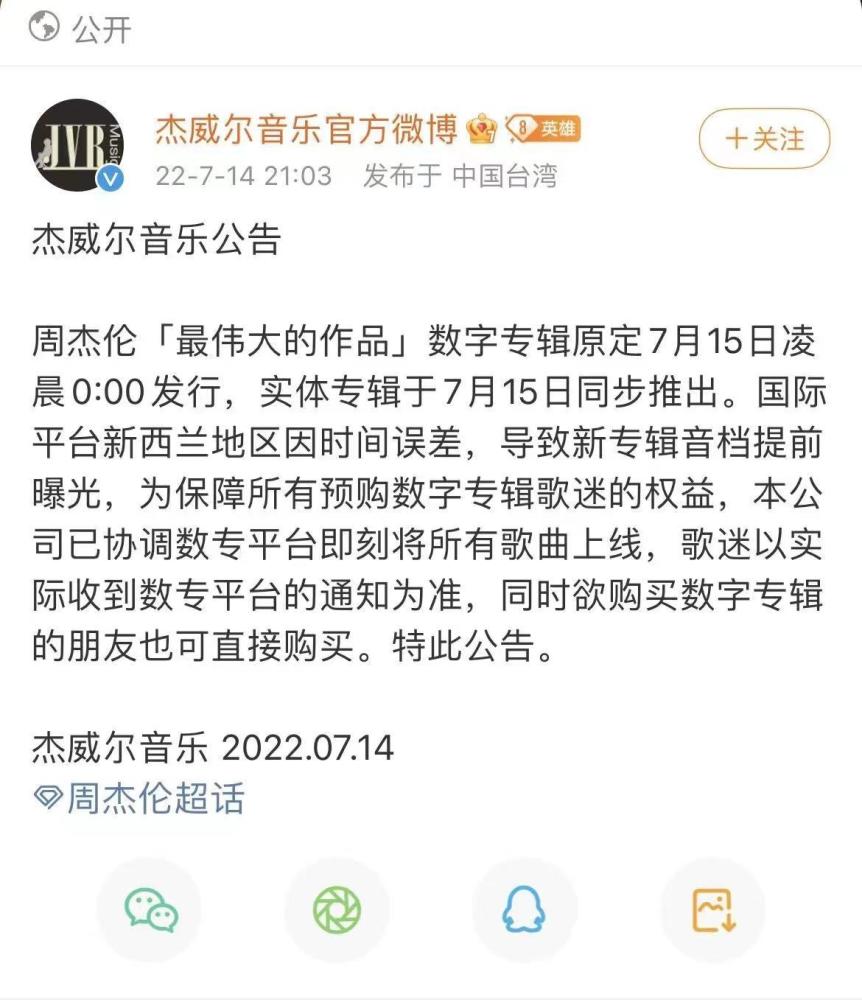 公开
杰威尔音乐官方微博
8 英雄
JVR
Music
22-7-14 21:03 发布于 中国台湾
+关注
杰威尔音乐公告
周杰伦「最伟大的作品」数字专辑原定7月15日凌
晨0:00发行，实体专辑于7月15日同步推出。国际
平台新西兰地区因时间误差，导致新专辑音档提前
曝光，为保障所有预购数字专辑歌迷的权益，本公
司已协调数专平台即刻将所有歌曲上线，歌迷以实
际收到数专平台的通知为准，同时欲购买数字专辑
的朋友也可直接购买。特此公告。
杰威尔音乐 2022.07.14
周杰伦超话